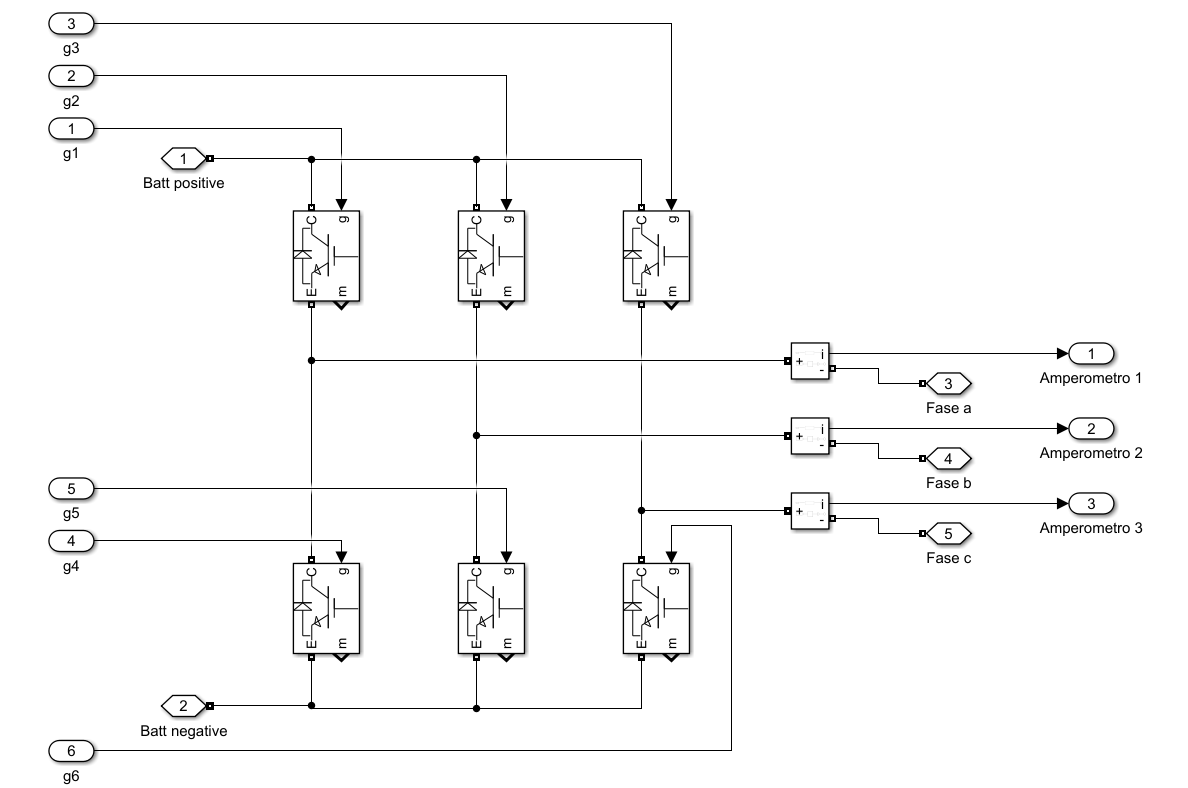 3
g3
2
g2
1
g1
1
Batt positive
C g C g C g
E m E m E m
+ i - 1
Amperometro 1
3
Fase a
+ i - 2
Amperometro 2
4
Fase b
5
g5
+ i - 3
Amperometro 3
5
Fase c
4
g4
C g C g C g
E m E m E m
2
Batt negative
6
g6